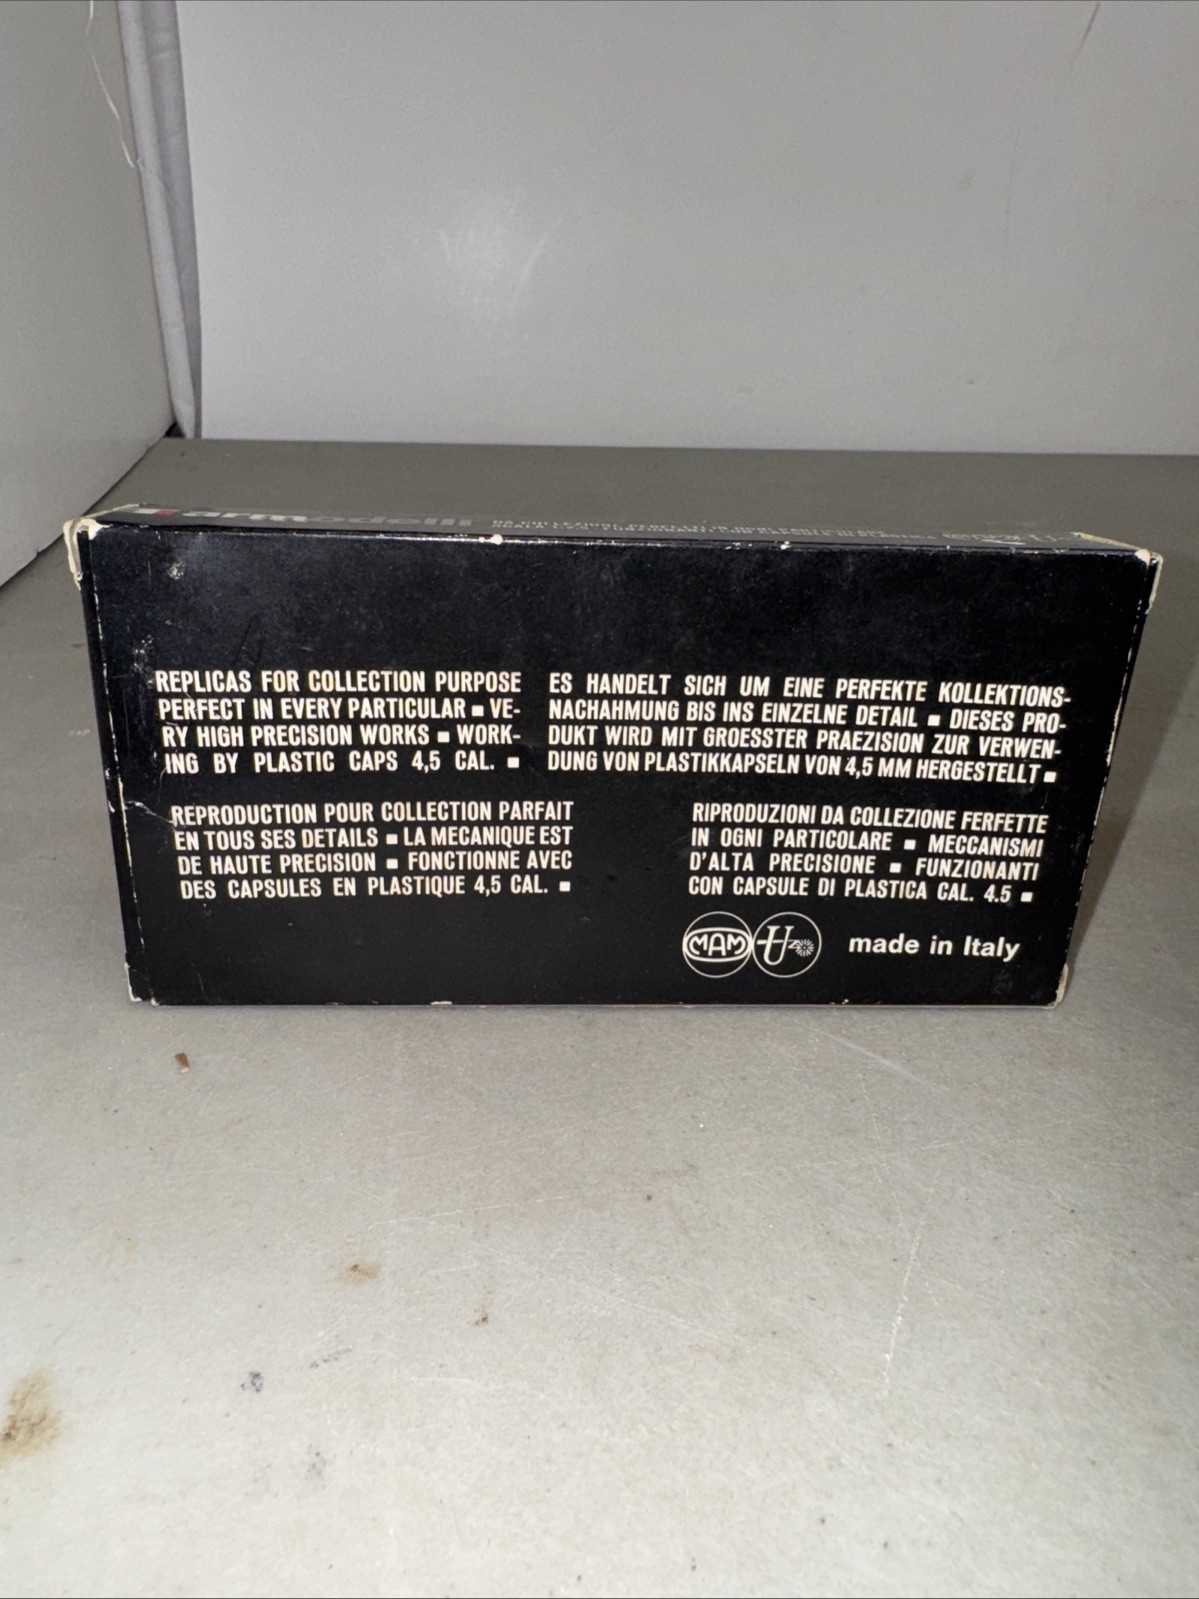 armodelli
REPLICAS FOR COLLECTION PURPOSE
PERFECT IN EVERY PARTICULAR ■ VE-
RY HIGH PRECISION WORKS ■ WORK-
ING BY PLASTIC CAPS 4,5 CAL. ■
ES HANDELT SICH UM EINE PERFEKTE KOLLEKTIONS-
NACHAHMUNG BIS INS EINZELNE DETAIL ■ DIESES PRO-
DUKT WIRD MIT GROESSTER PRAEZISION ZUR VERWEN-
DUNG VON PLASTIKKAPSELN VON 4,5 MM HERGESTELLT ■
REPRODUCTION POUR COLLECTION PARFAIT
EN TOUS SES DETAILS ■ LA MECANIQUE EST
DE HAUTE PRECISION ■ FONCTIONNE AVEC
DES CAPSULES EN PLASTIQUE 4,5 CAL. ■
RIPRODUZIONI DA COLLEZIONE FERFETTE
IN OGNI PARTICOLARE ■ MECCANISMI
D'ALTA PRECISIONE ■ FUNZIONANTI
CON CAPSULE DI PLASTICA CAL. 4.5 ■
MAM made in Italy